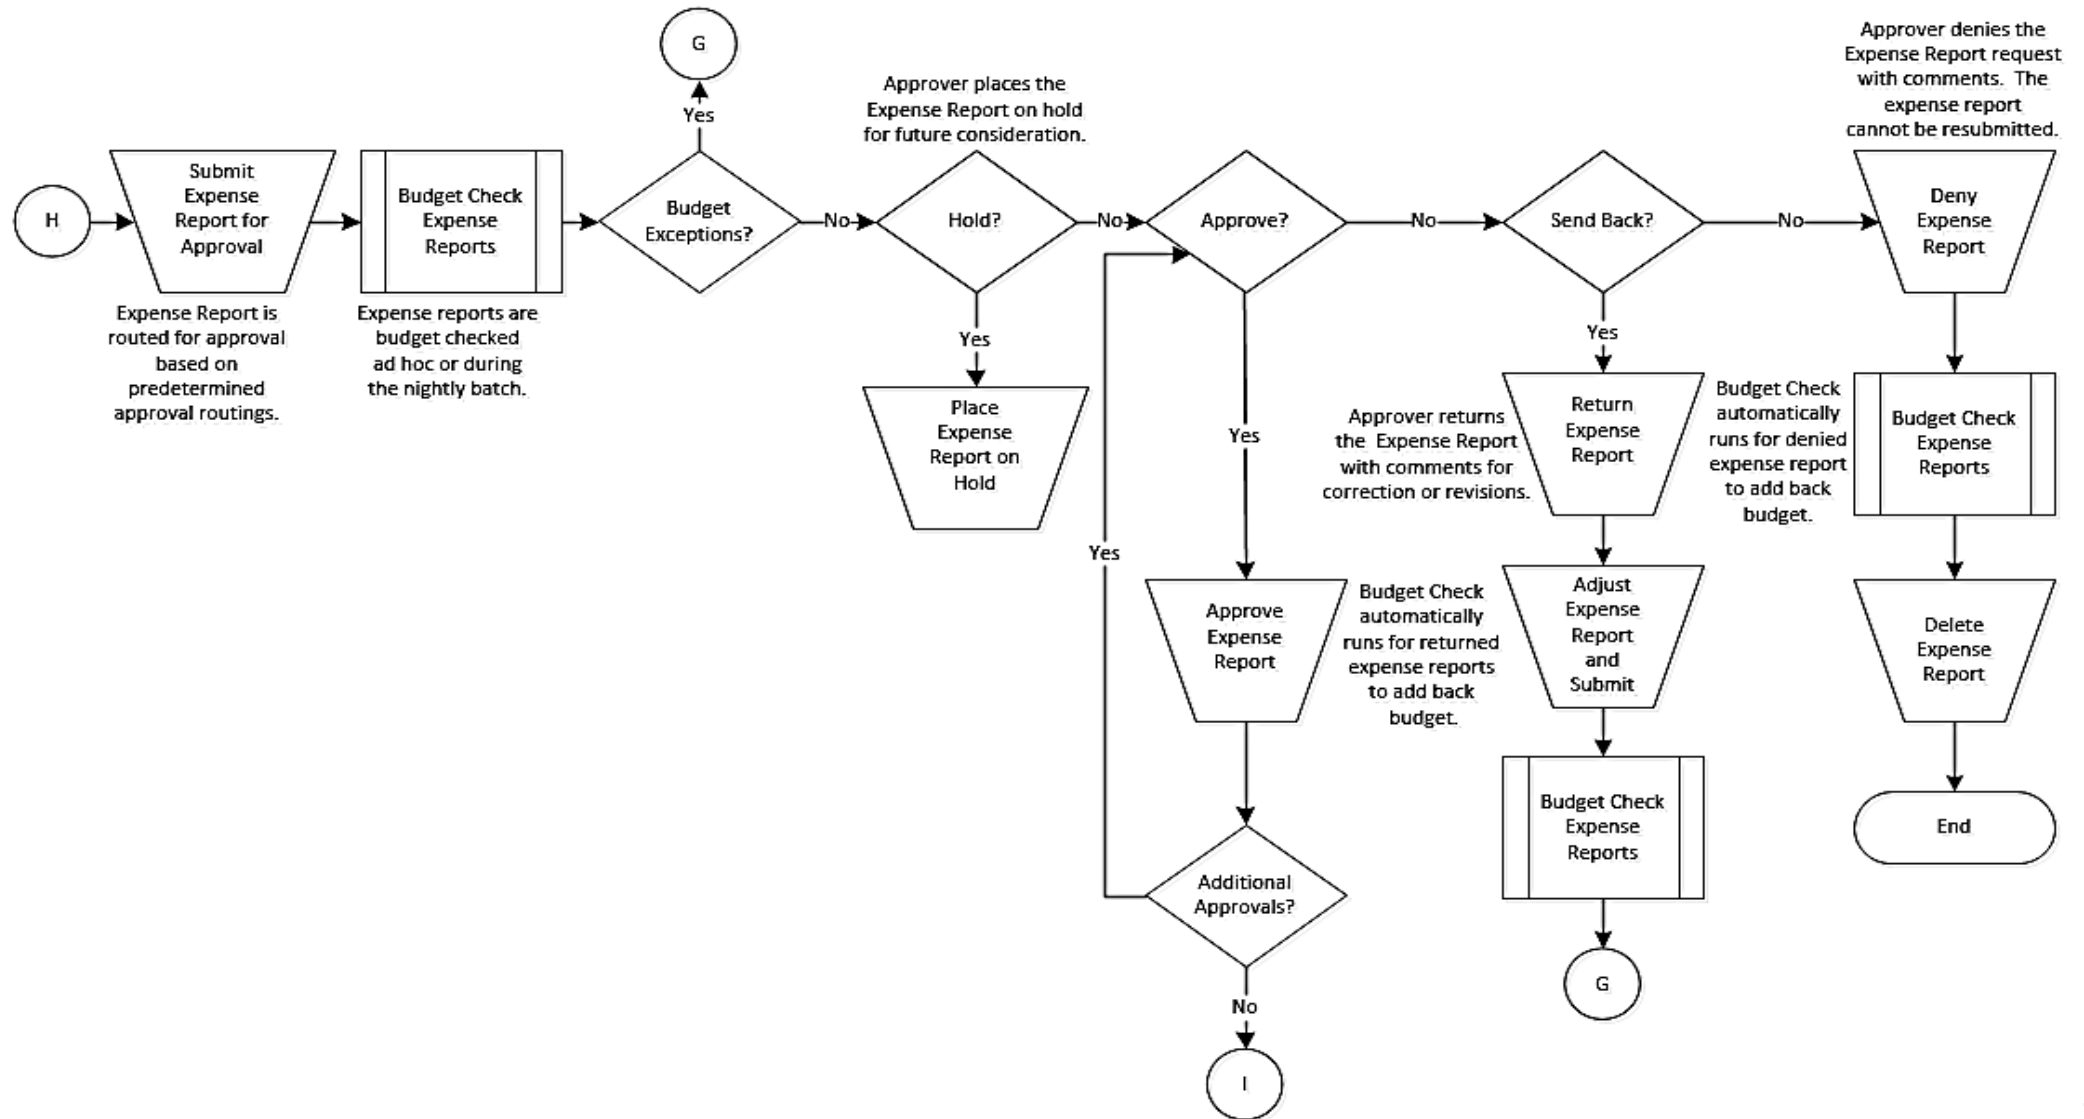 G
Yes
H
Submit
Expense
Report for
Approval
Expense Report is
routed for approval
based on
predetermined
approval routings.
Budget Check
Expense
Reports
Expense reports are
budget checked
ad hoc or during
the nightly batch.
Budget
Exceptions?
No
Approver places the
Expense Report on hold
for future consideration.
Hold?
No
Yes
Place
Expense
Report on
Hold
Approve?
No
Yes
Approve
Expense
Report
Additional
Approvals?
Yes
No
I
Send Back?
No
Yes
Approver returns
the Expense Report
with comments for
correction or revisions.
Return
Expense
Report
Budget Check
automatically
runs for returned
expense reports
to add back
budget.
Adjust
Expense
Report
and
Submit
Budget Check
Expense
Reports
G
Approver denies the
Expense Report request
with comments. The
expense report
cannot be resubmitted.
Deny
Expense
Report
Budget Check
automatically
runs for denied
expense report
to add back
budget.
Budget Check
Expense
Reports
Delete
Expense
Report
End